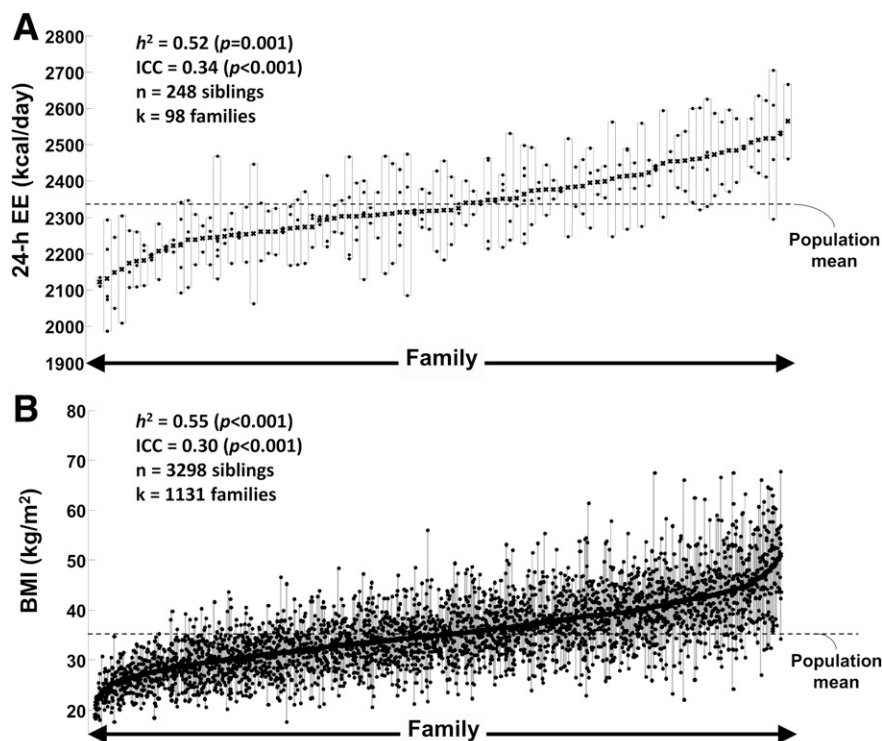 A
24-h EE (kcal/day)
2800
2700
2600
2500
2400
2300
2200
2100
2000
1900
h² = 0.52 (p=0.001)
ICC = 0.34 (p<0.001)
n = 248 siblings
k = 98 families
Population
mean
Family
B
BMI (kg/m²)
80
70
60
50
40
30
20
h² = 0.55 (p<0.001)
ICC = 0.30 (p<0.001)
n = 3298 siblings
k = 1131 families
Population
mean
Family